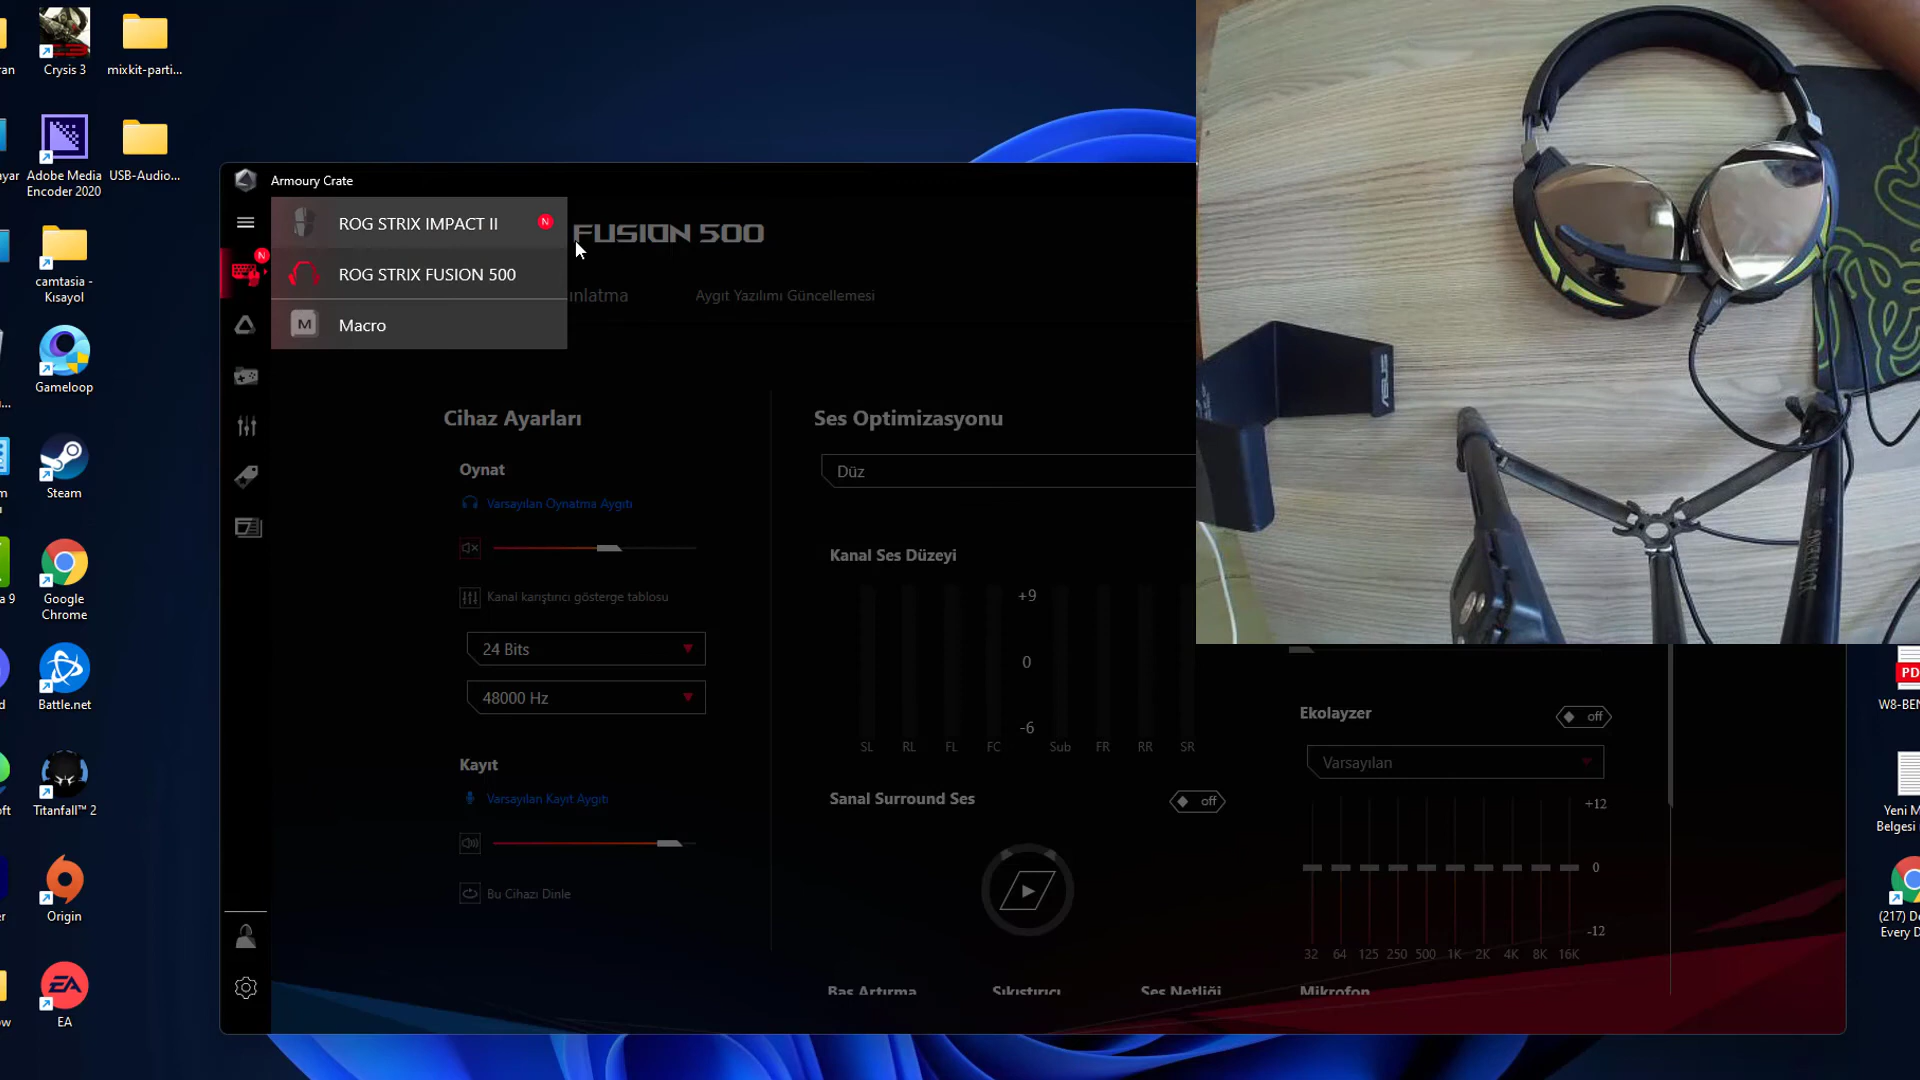 ran
Crysis 3
mixkit-parti...
ayar
Adobe Media
Encoder 2020
USB-Audio...
camtasia -
Kısayol
Gameloop
Steam
Google
Chrome
Battle.net
Titanfall™ 2
Origin
EA
Armoury Crate
ROG STRIX IMPACT II
N
ROG STRIX FUSION 500
M
Macro
N
FUSION 500
ınlatma
Aygıt Yazılımı Güncellemesi
Cihaz Ayarları
Oynat
Varsayılan Oynatma Aygıtı
Kanal karıştırıcı gösterge tablosu
24 Bits
48000 Hz
Kayıt
Varsayılan Kayıt Aygıtı
Bu Cihazı Dinle
Ses Optimizasyonu
Düz
Kanal Ses Düzeyi
+9
0
-6
SL RL FL FC Sub FR RR SR
Sanal Surround Ses
off
Ekolayzer
off
Varsayılan
+12
0
-12
32 64 125 250 500 1K 2K 4K 8K 16K
Bas Artırma
Sıkıştırıcı
Ses Netliği
Mikrofon
ASUS
YUNTENG
PD
W8-BEN
Yeni M
Belgesi
(217) De
Every D
EA